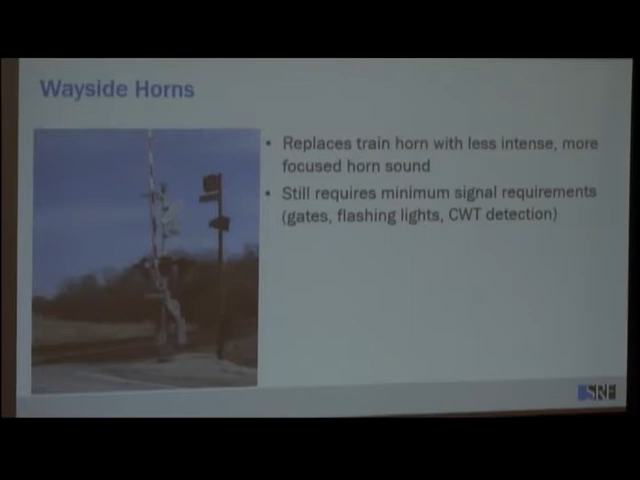 Wayside Horns
• Replaces train horn with less intense, more
focused horn sound
• Still requires minimum signal requirements
(gates, flashing lights, CWT detection)
SRF